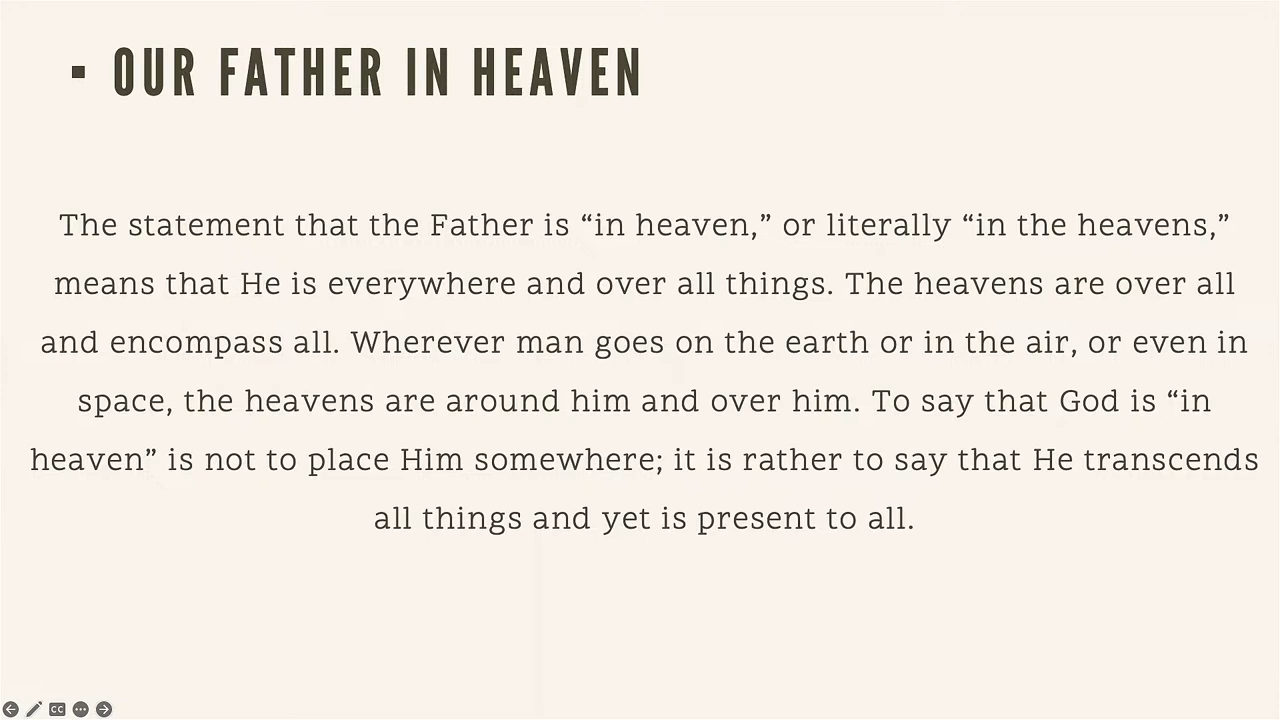 ▪ OUR FATHER IN HEAVEN
The statement that the Father is “in heaven,” or literally “in the heavens,”
means that He is everywhere and over all things. The heavens are over all
and encompass all. Wherever man goes on the earth or in the air, or even in
space, the heavens are around him and over him. To say that God is “in
heaven” is not to place Him somewhere; it is rather to say that He transcends
all things and yet is present to all.
CC